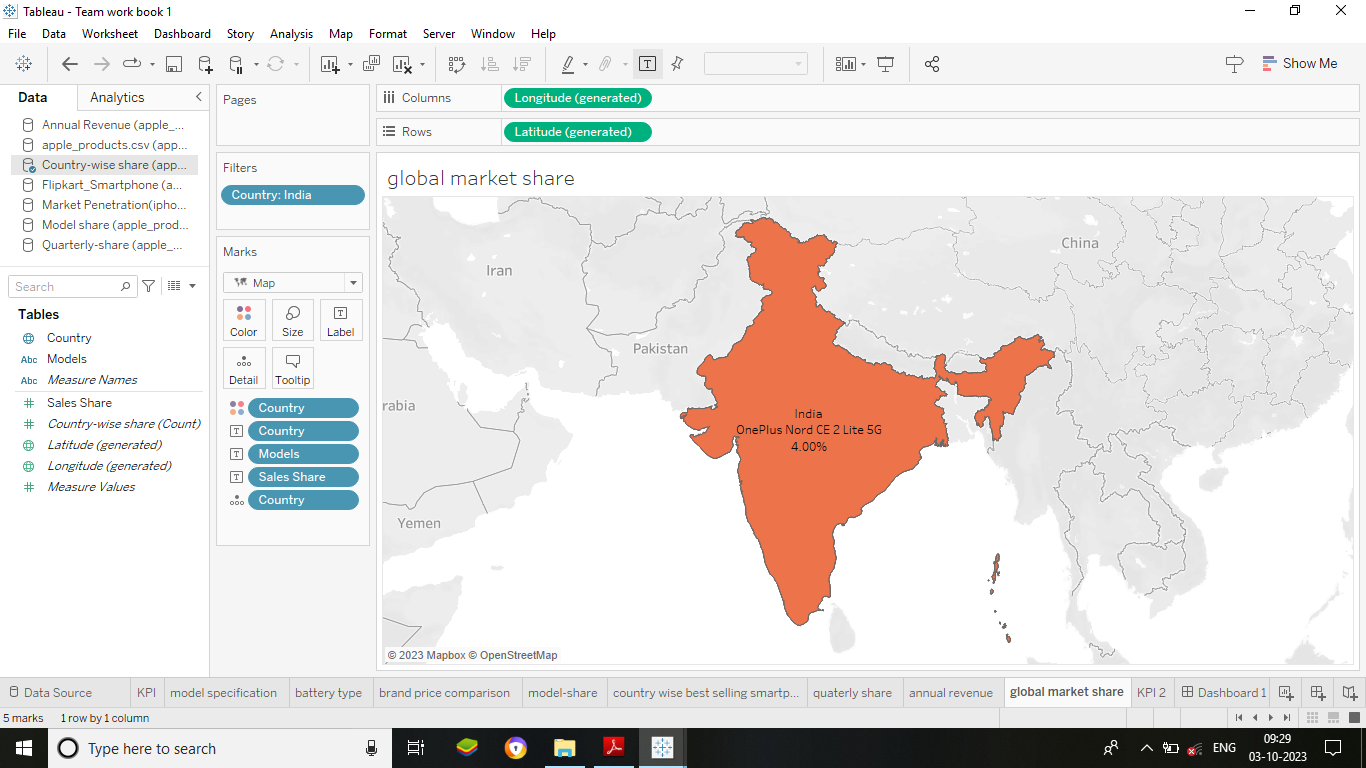 Tableau - Team work book 1
File Data Worksheet Dashboard Story Analysis Map Format Server Window Help
Show Me
Data Analytics
Annual Revenue (apple_...
apple_products.csv (app...
Country-wise share (app...
Flipkart_Smartphone (a...
Market Penetration(ipho...
Model share (apple_prod...
Quarterly-share (apple_...
Search
Tables
Country
Abc Models
Abc Measure Names
Sales Share
Country-wise share (Count)
Latitude (generated)
Longitude (generated)
Measure Values
Pages
Filters
Country: India
Marks
Map
Color Size Label
Detail Tooltip
Country
Country
Models
Sales Share
Country
Columns Longitude (generated)
Rows Latitude (generated)
global market share
China
Iran
Pakistan
rabia
India
OnePlus Nord CE 2 Lite 5G
4.00%
Yemen
© 2023 Mapbox © OpenStreetMap
Data Source KPI model specification battery type brand price comparison model-share country wise best selling smartp... quaterly share annual revenue global market share KPI 2 Dashboard 1
5 marks 1 row by 1 column
Type here to search
ENG
09:29
03-10-2023